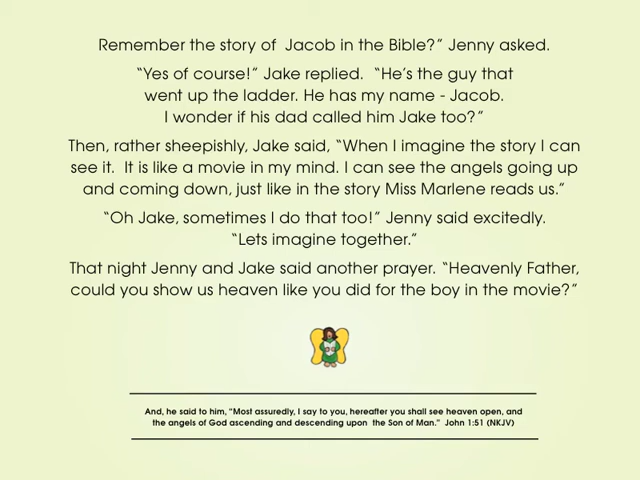 Remember the story of  Jacob in the Bible?” Jenny asked.
“Yes of course!” Jake replied.  “He’s the guy that
went up the ladder. He has my name - Jacob.
I wonder if his dad called him Jake too?”
Then, rather sheepishly, Jake said, “When I imagine the story I can
see it.  It is like a movie in my mind. I can see the angels going up
and coming down, just like in the story Miss Marlene reads us.”
“Oh Jake, sometimes I do that too!” Jenny said excitedly.
“Lets imagine together.”
That night Jenny and Jake said another prayer. “Heavenly Father,
could you show us heaven like you did for the boy in the movie?”
And, he said to him, “Most assuredly, I say to you, hereafter you shall see heaven open, and
the angels of God ascending and descending upon  the Son of Man.”  John 1:51 (NKJV)